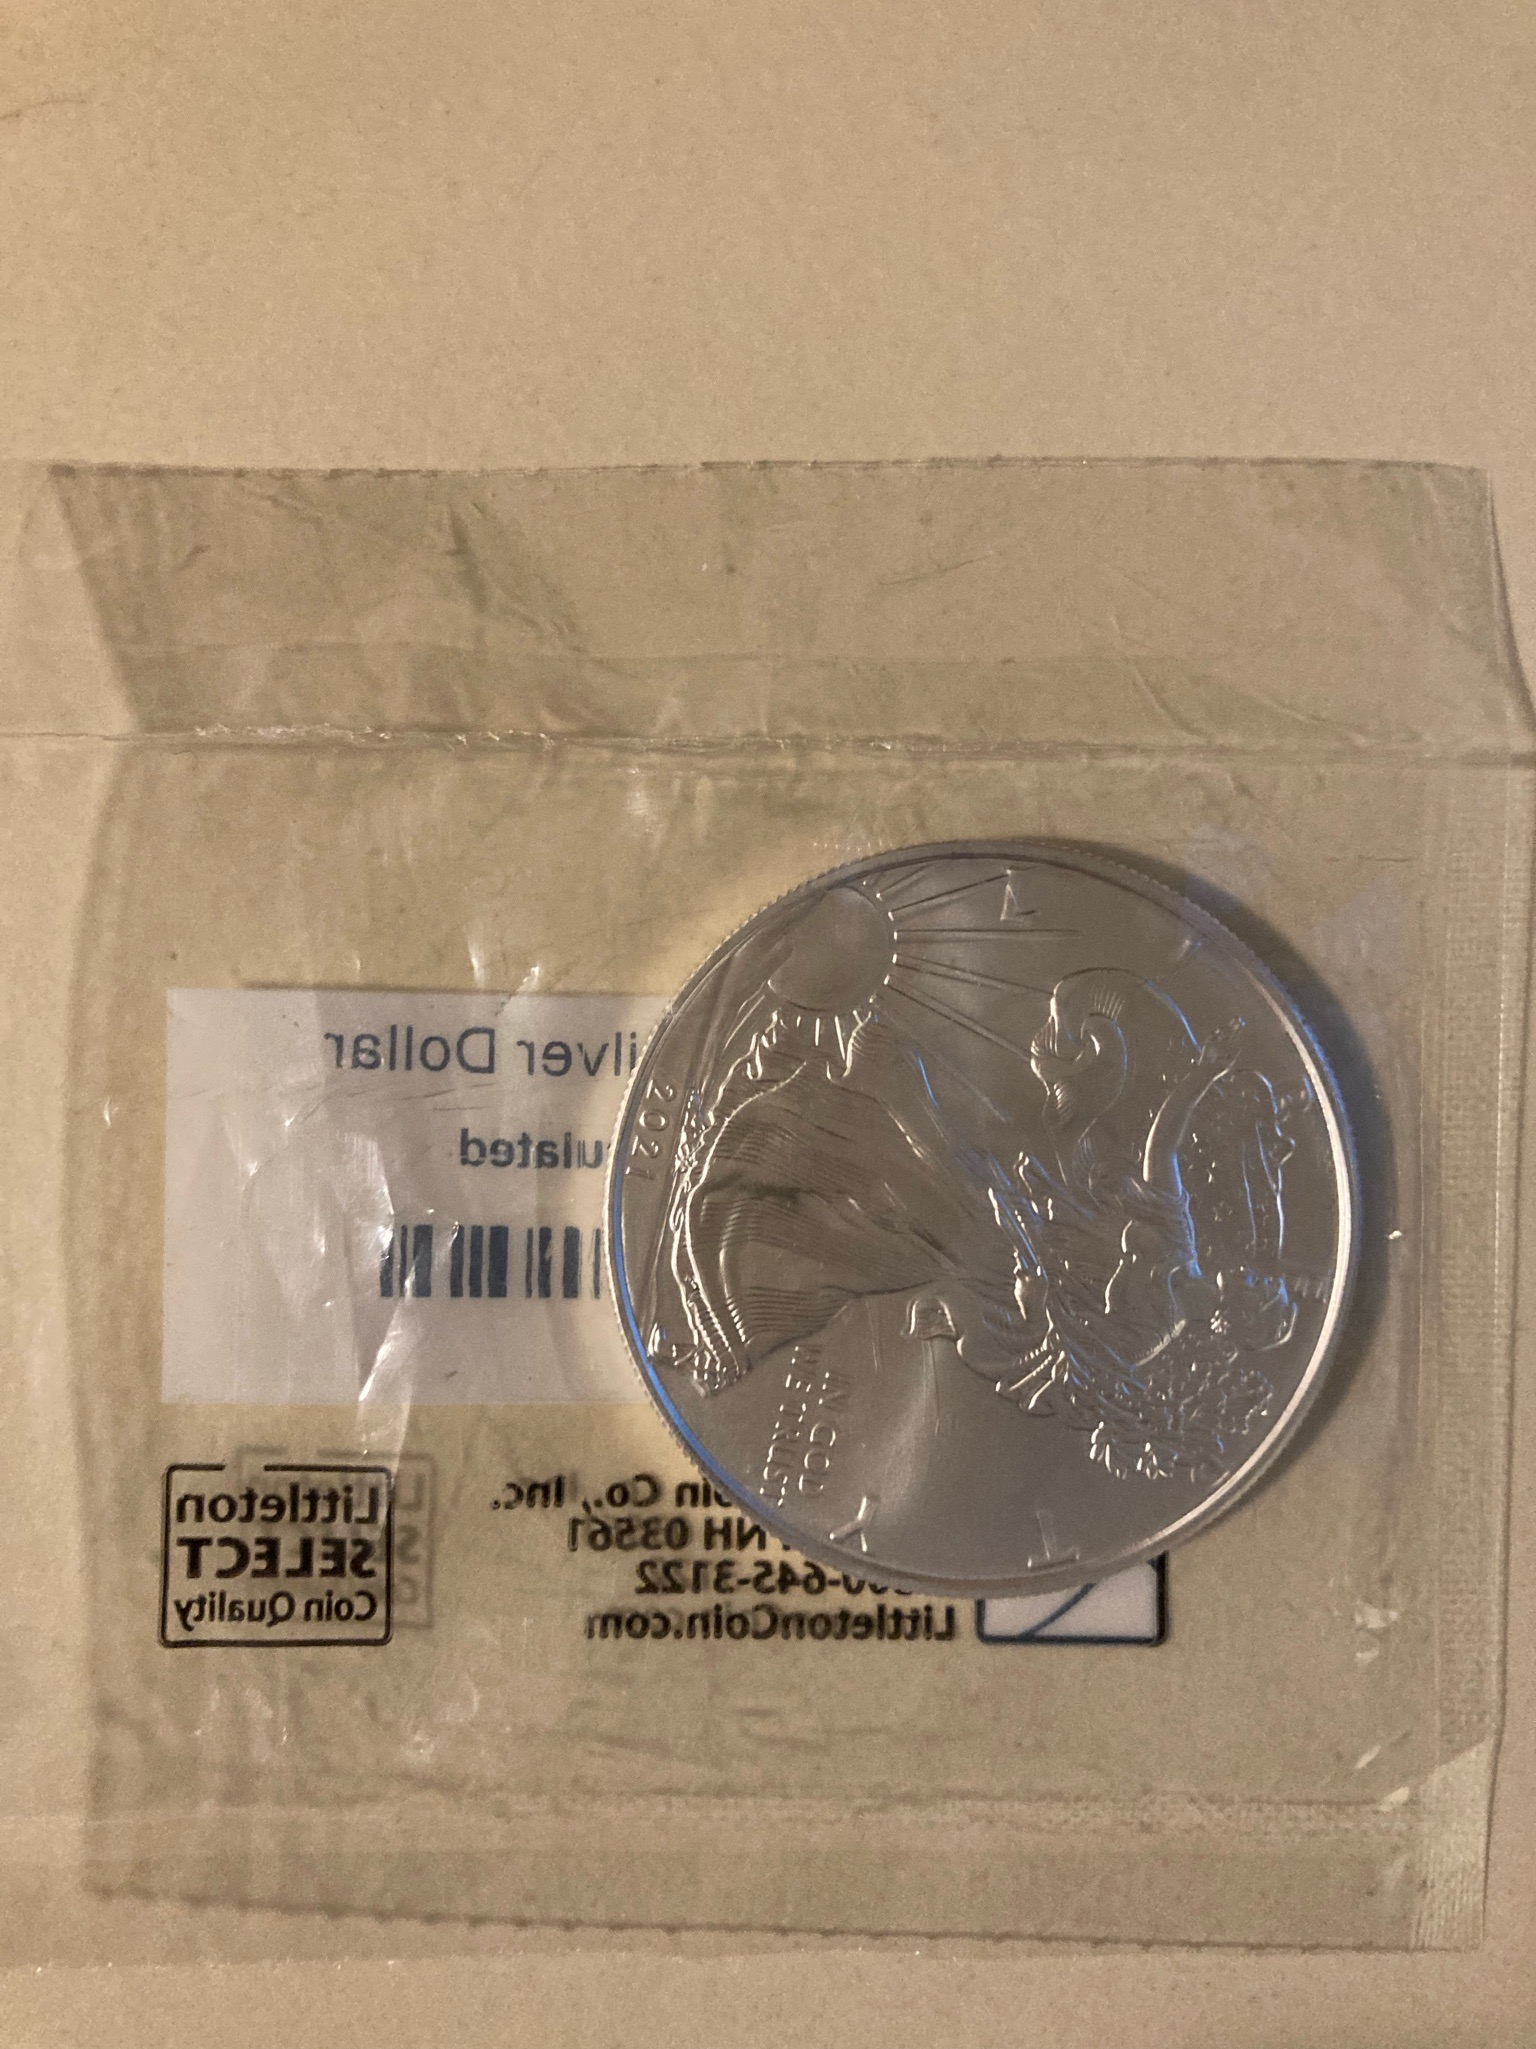 ilver Dollar
ulated
Littleton
SELECT
Coin Quality
oin Co., Inc.
NH 03561
00-645-3122
LittletonCoin.com
2021
IN GOD
WE TRUST
L
T
Y